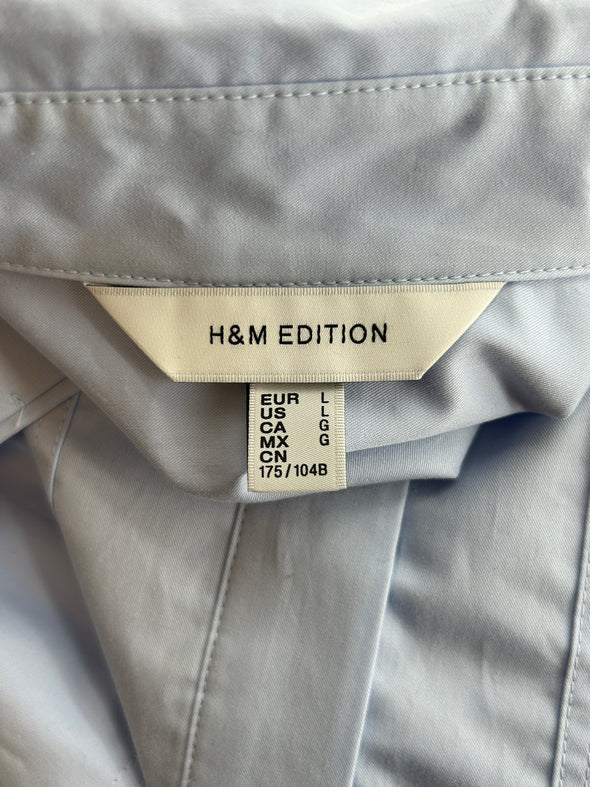 H&M EDITION
EUR L
US L
CA G
MX G
CN
175/104B